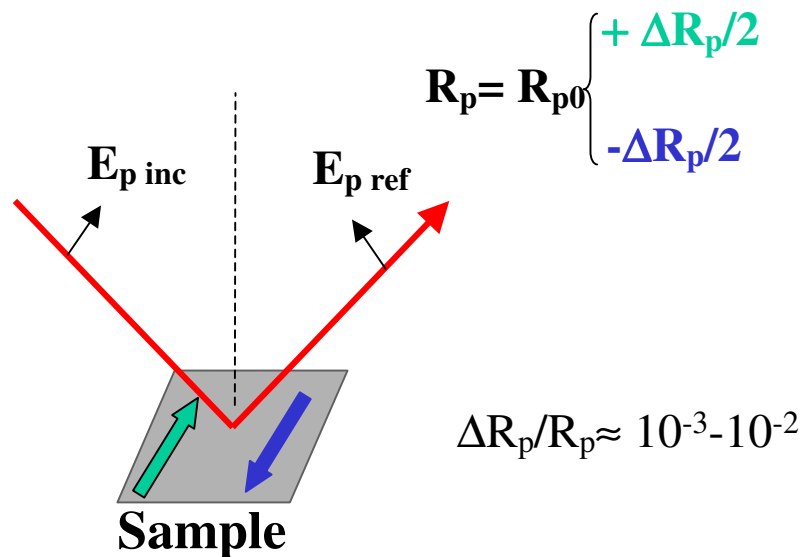 + ΔRp/2
Rp= Rp0
-ΔRp/2
Ep inc
Ep ref
ΔRp/Rp≈ 10-3-10-2
Sample